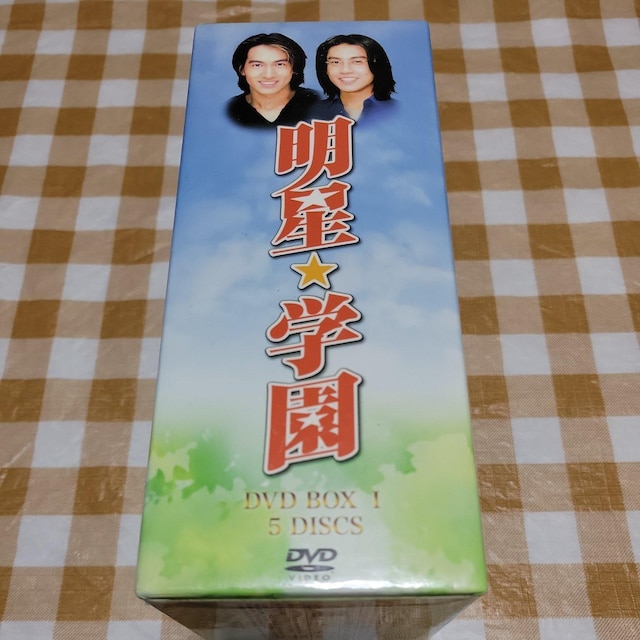 明星★学園
DVD BOX I
5 DISCS
DVD
VIDEO